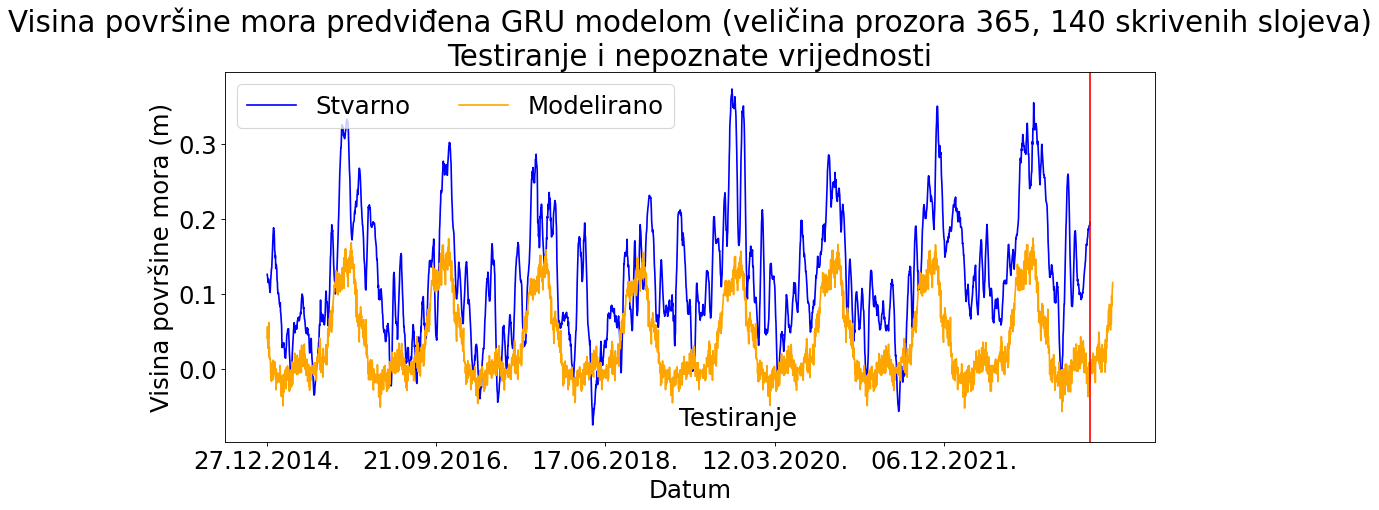 Visina površine mora predviđena GRU modelom (veličina prozora 365, 140 skrivenih slojeva)
Testiranje i nepoznate vrijednosti
Stvarno
Modelirano
Visina površine mora (m)
0.3
0.2
0.1
0.0
Testiranje
27.12.2014.
21.09.2016.
17.06.2018.
12.03.2020.
06.12.2021.
Datum